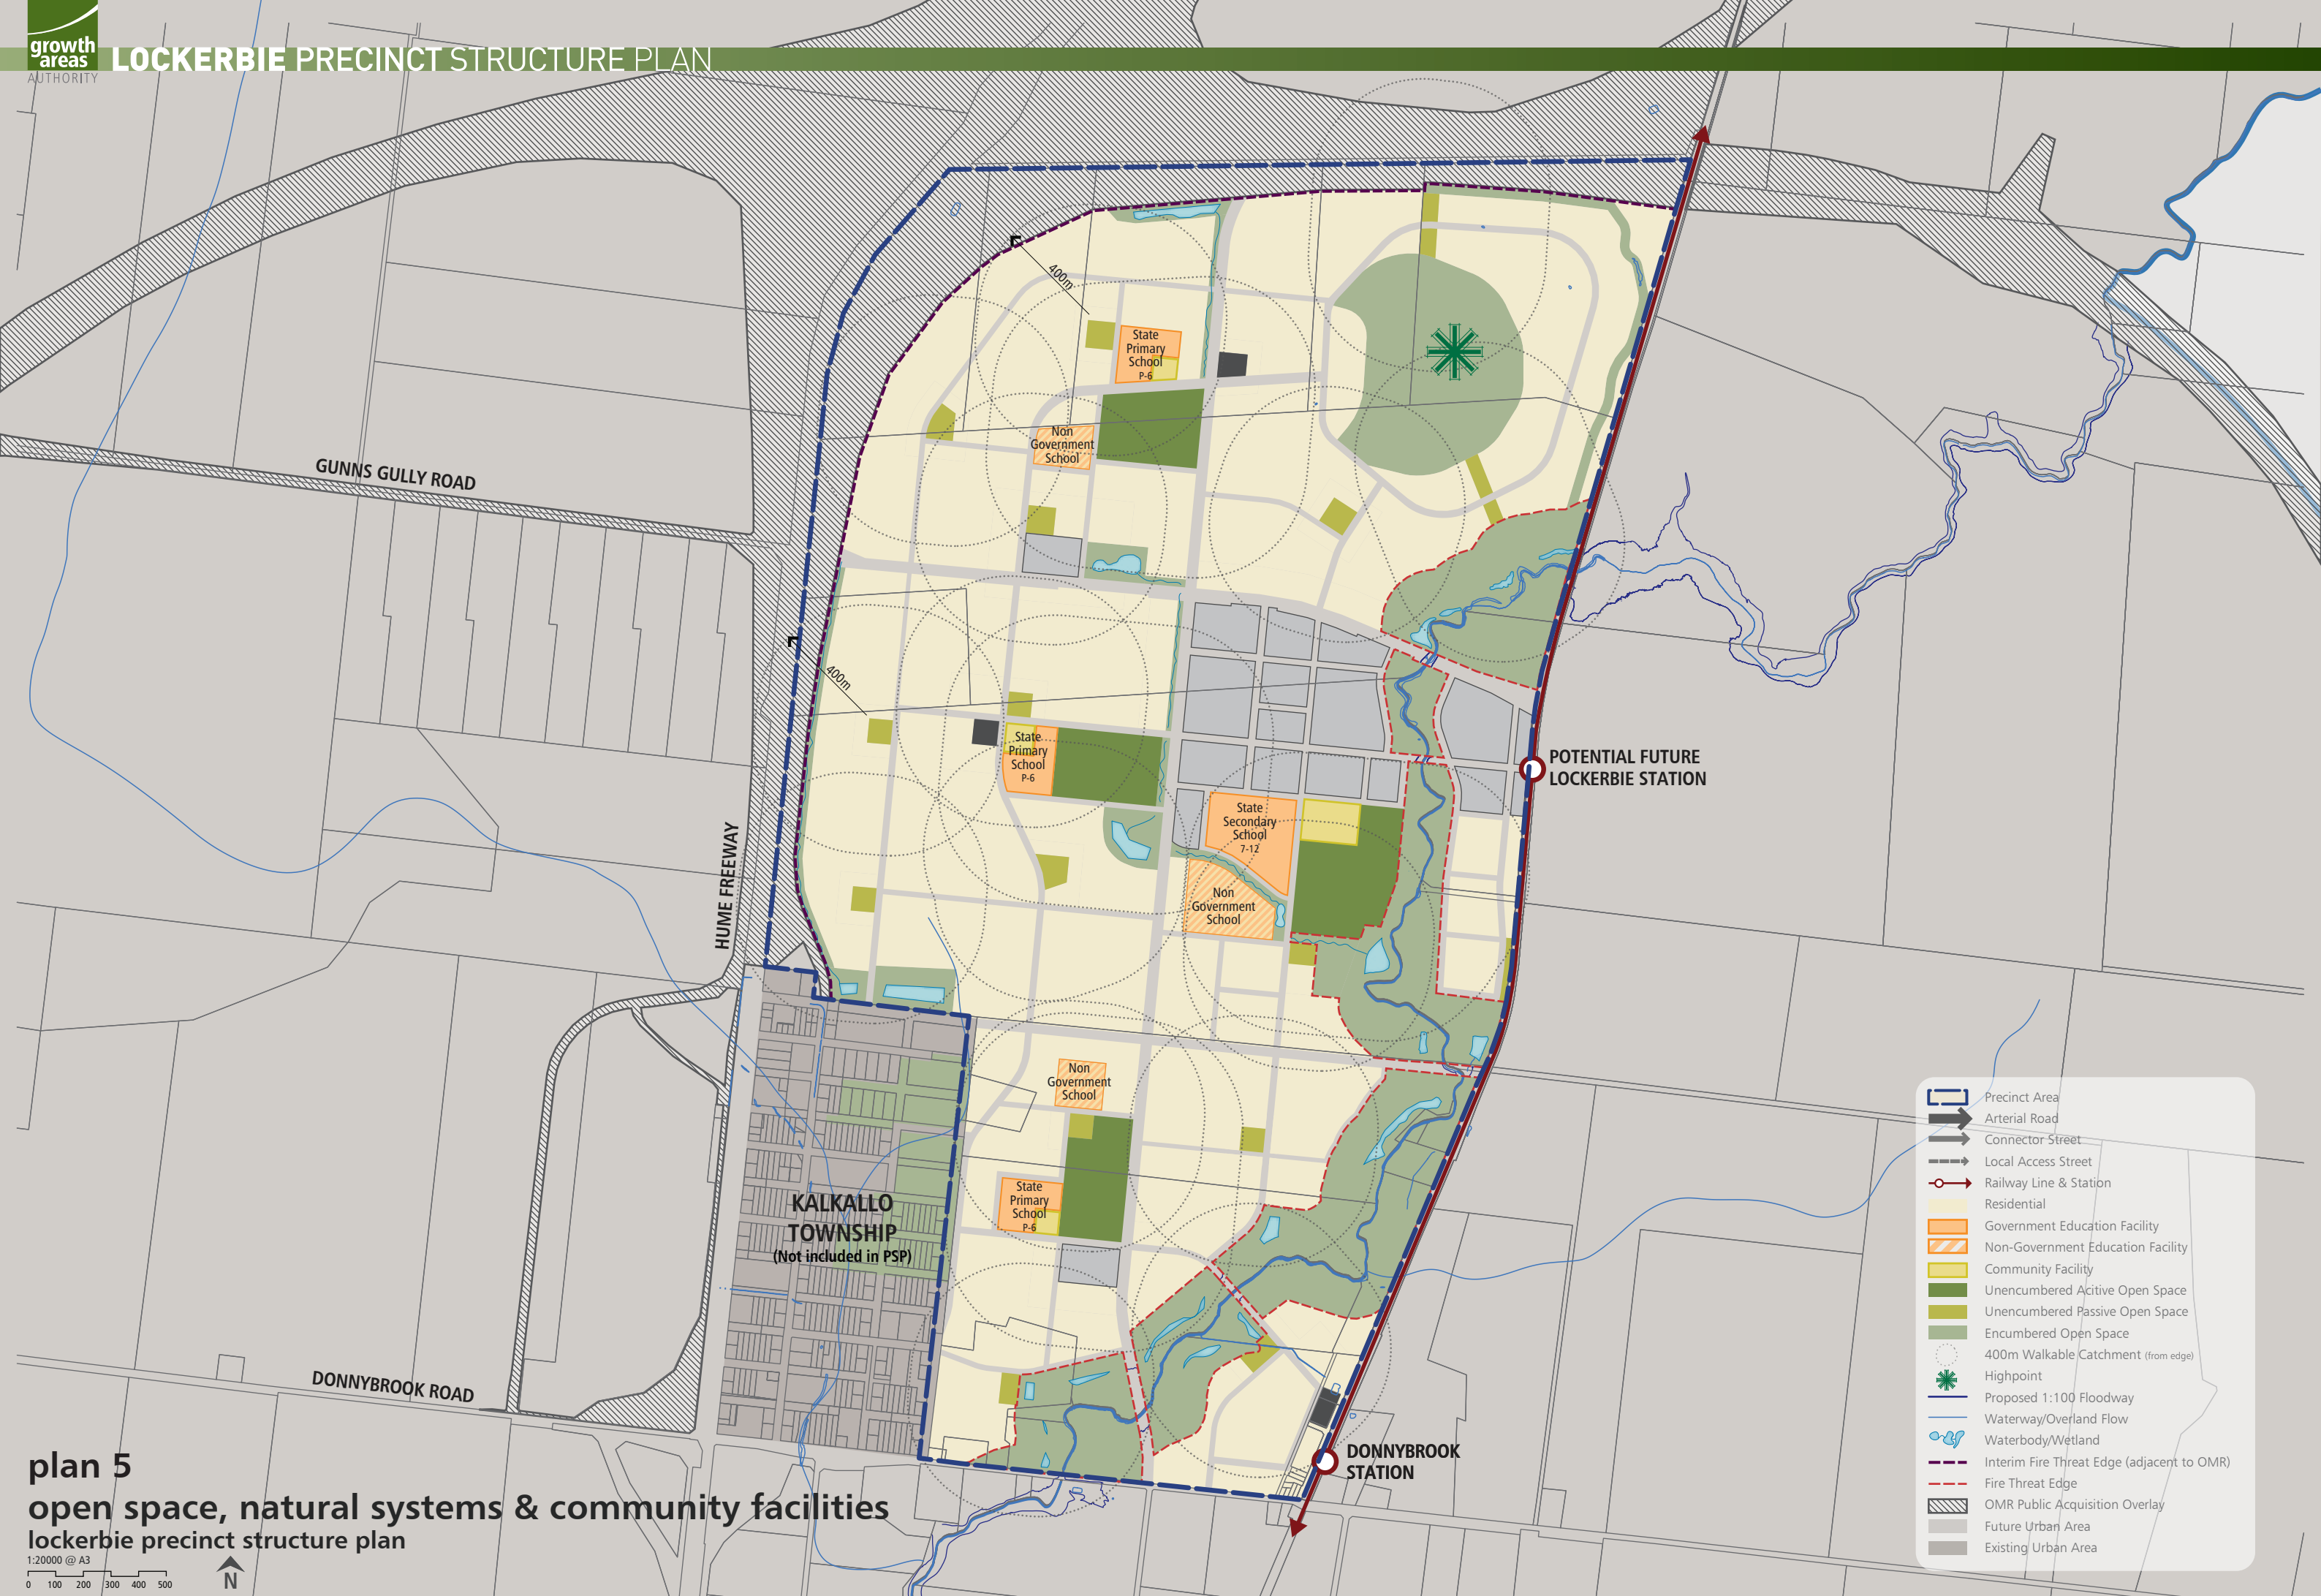 growth
areas
AUTHORITY
LOCKERBIE PRECINCT STRUCTURE PLAN
400m
State
Primary
School
P-6
Non
Government
School
GUNNS GULLY ROAD
400m
State
Primary
School
P-6
POTENTIAL FUTURE
LOCKERBIE STATION
State
Secondary
School
7-12
HUME FREEWAY
Non
Government
School
Non
Government
School
State
Primary
School
P-6
KALKALLO
TOWNSHIP
(Not included in PSP)
DONNYBROOK ROAD
DONNYBROOK
STATION
Precinct Area
Arterial Road
Connector Street
Local Access Street
Railway Line & Station
Residential
Government Education Facility
Non-Government Education Facility
Community Facility
Unencumbered Acitive Open Space
Unencumbered Passive Open Space
Encumbered Open Space
400m Walkable Catchment (from edge)
Highpoint
Proposed 1:100 Floodway
Waterway/Overland Flow
Waterbody/Wetland
Interim Fire Threat Edge (adjacent to OMR)
Fire Threat Edge
OMR Public Acquisition Overlay
Future Urban Area
Existing Urban Area
plan 5
open space, natural systems & community facilities
lockerbie precinct structure plan
1:20000 @ A3
0 100 200 300 400 500
N